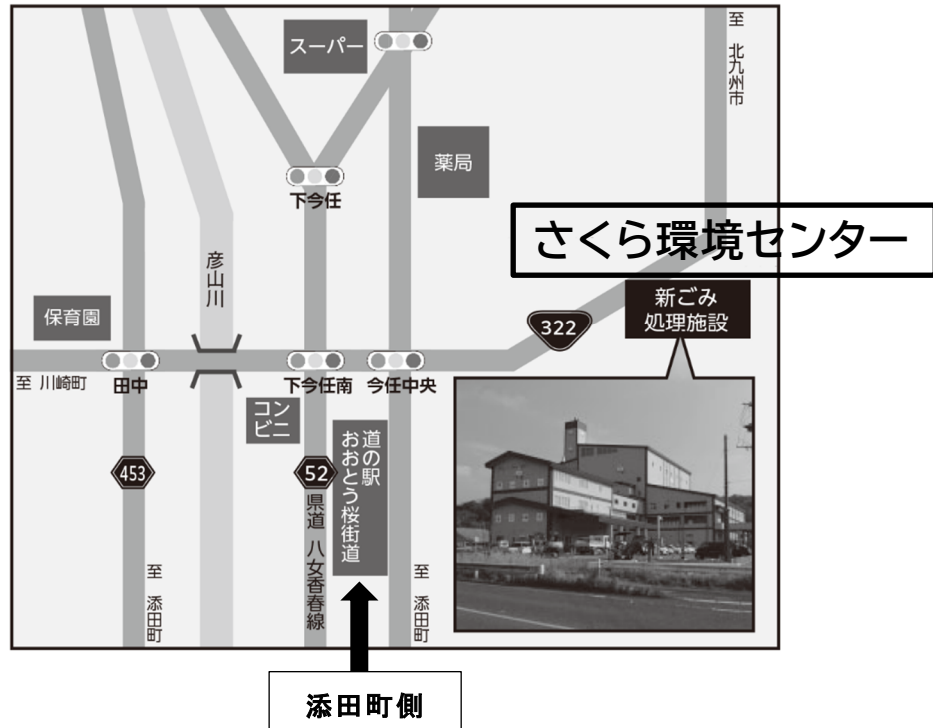 スーパー
至 北九州市
薬局
下今任
さくら環境センター
彦山川
新ごみ
処理施設
保育園
322
至 川崎町
田中
下今任南
今任中央
コン
ビニ
道の駅
おおとう桜街道
453
52
県道 八女香春線
至 添田町
至 添田町
添田町側